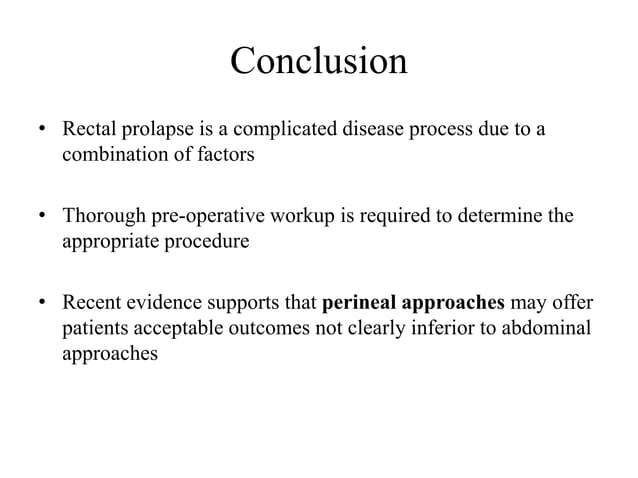 Conclusion
• Rectal prolapse is a complicated disease process due to a
combination of factors
• Thorough pre-operative workup is required to determine the
appropriate procedure
• Recent evidence supports that perineal approaches may offer
patients acceptable outcomes not clearly inferior to abdominal
approaches